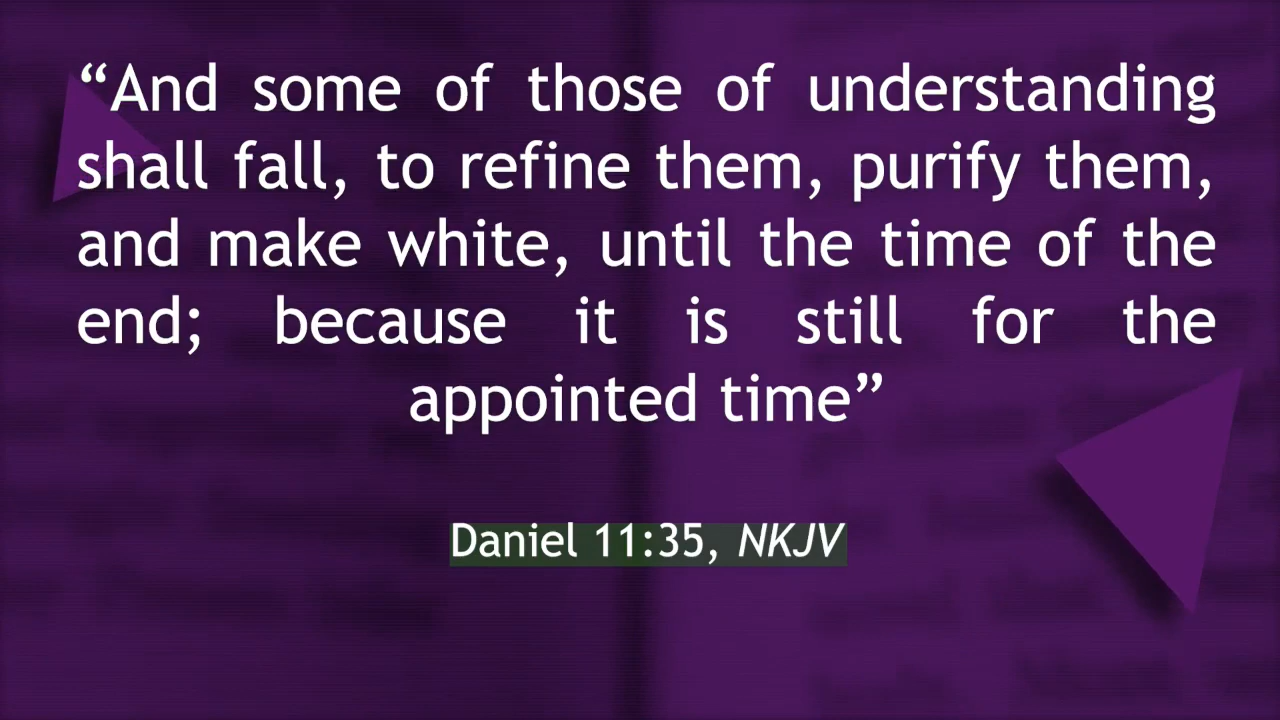 “And some of those of understanding
shall fall, to refine them, purify them,
and make white, until the time of the
end; because it is still for the
appointed time”
Daniel 11:35, NKJV